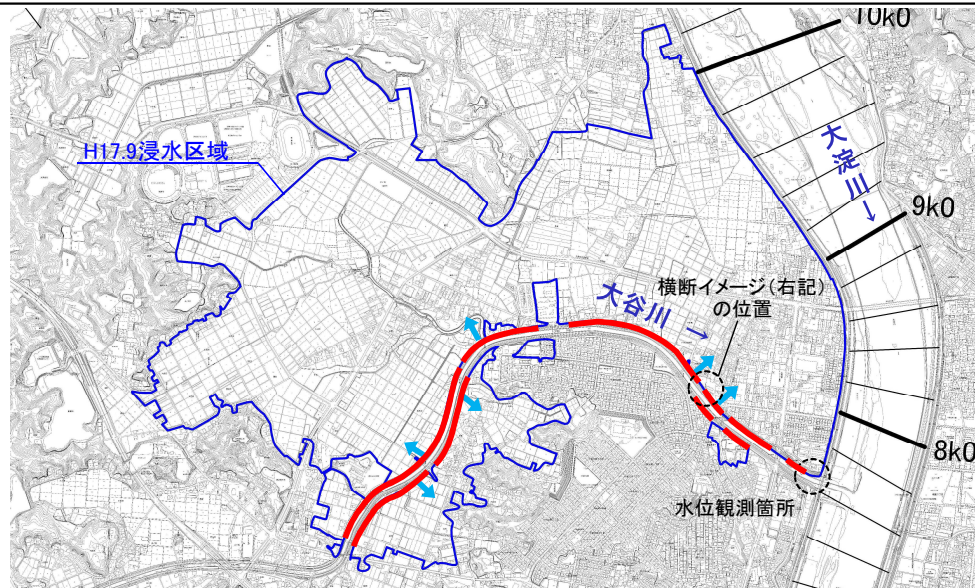 10k0
H17.9浸水区域
大淀川→
9k0
横断イメージ（右記）
の位置
大谷川 →
8k0
水位観測箇所